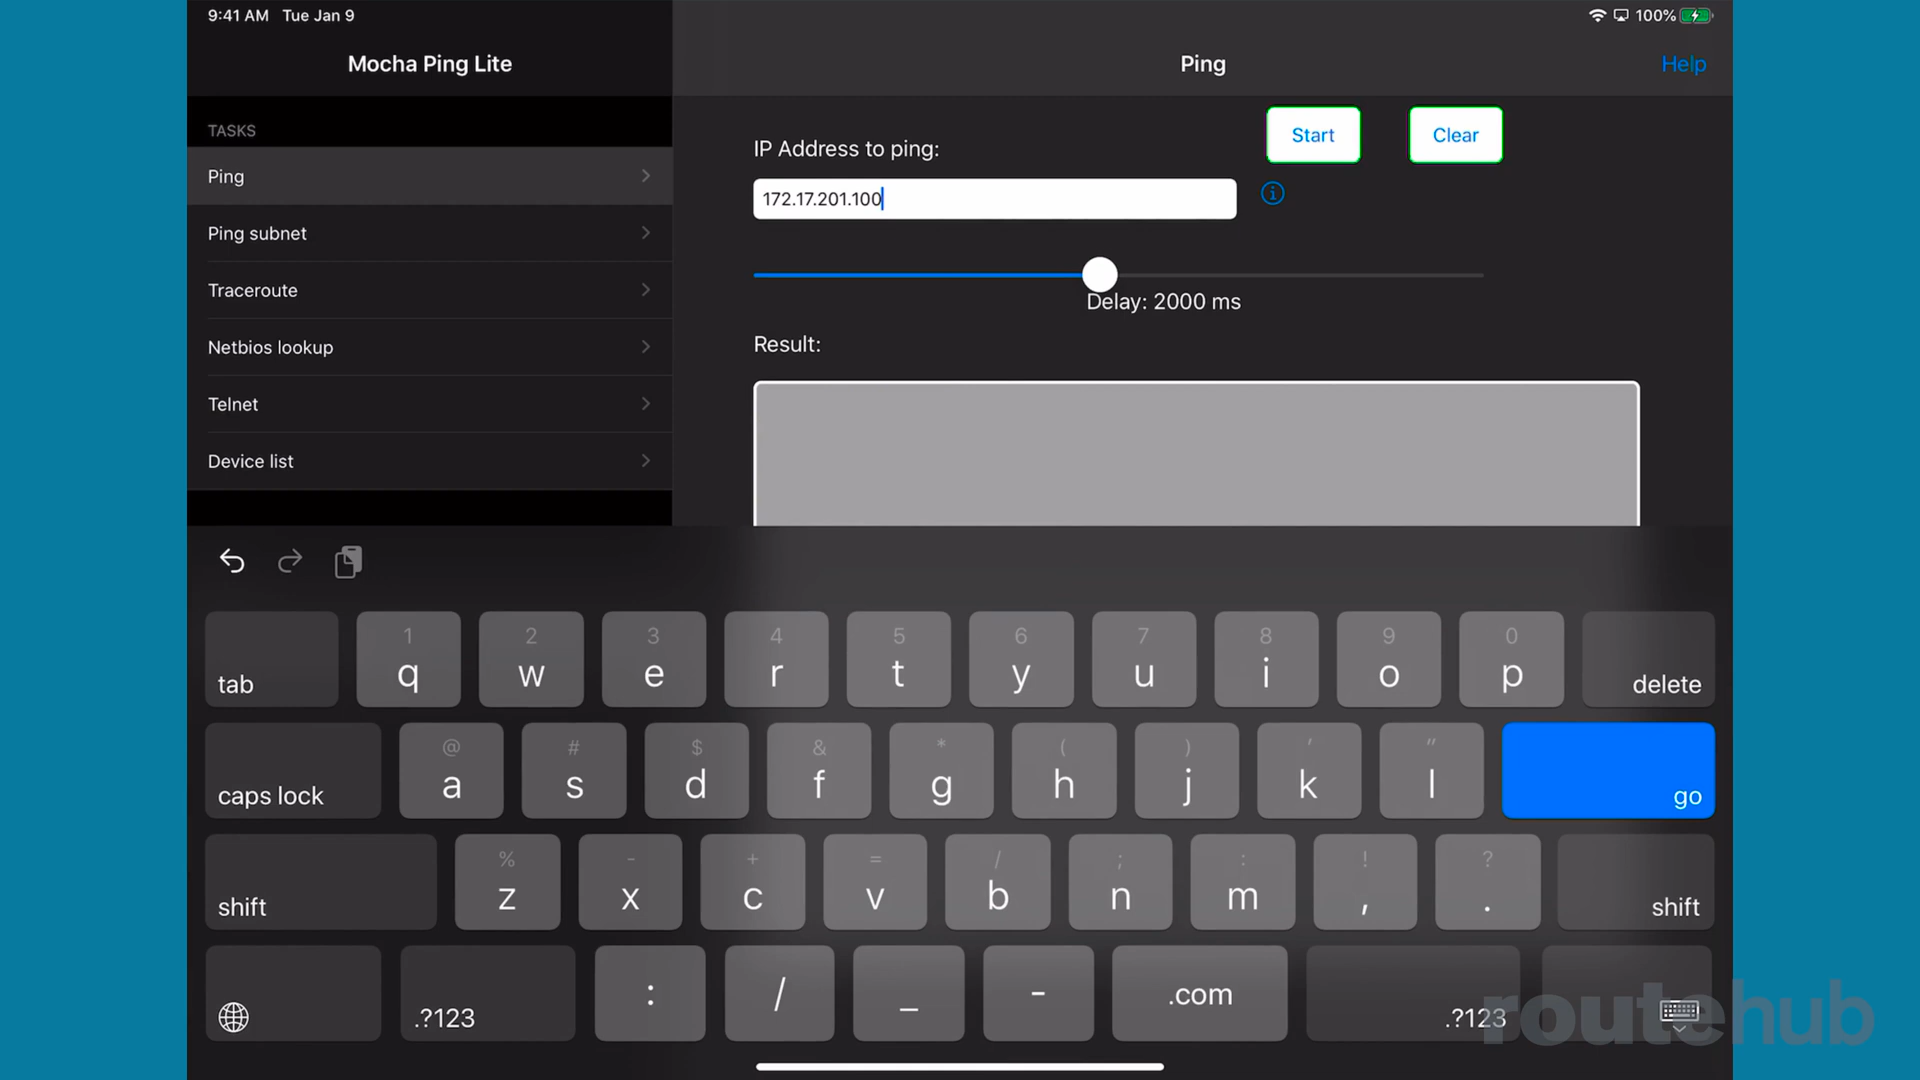 9:41 AM Tue Jan 9
100%
Mocha Ping Lite
Ping
Help
TASKS
Ping
Ping subnet
Traceroute
Netbios lookup
Telnet
Device list
Start
Clear
IP Address to ping:
172.17.201.100
Delay: 2000 ms
Result:
1 2 3 4 5 6 7 8 9 0
tab q w e r t y u i o p delete
@ # $ & * ( ) ' "
caps lock a s d f g h j k l go
% - + = / ; : ! ?
shift z x c v b n m , . shift
.?123 : / _ - .com .?123
routehub